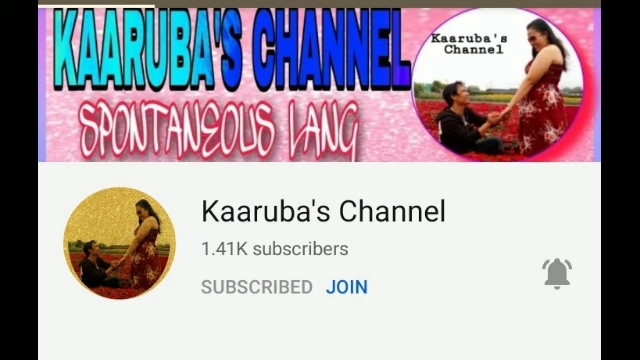 KAARUBA'S CHANNEL
SPONTANEOUS LANG
Kaaruba's
Channel
Kaaruba's Channel
1.41K subscribers
SUBSCRIBED JOIN